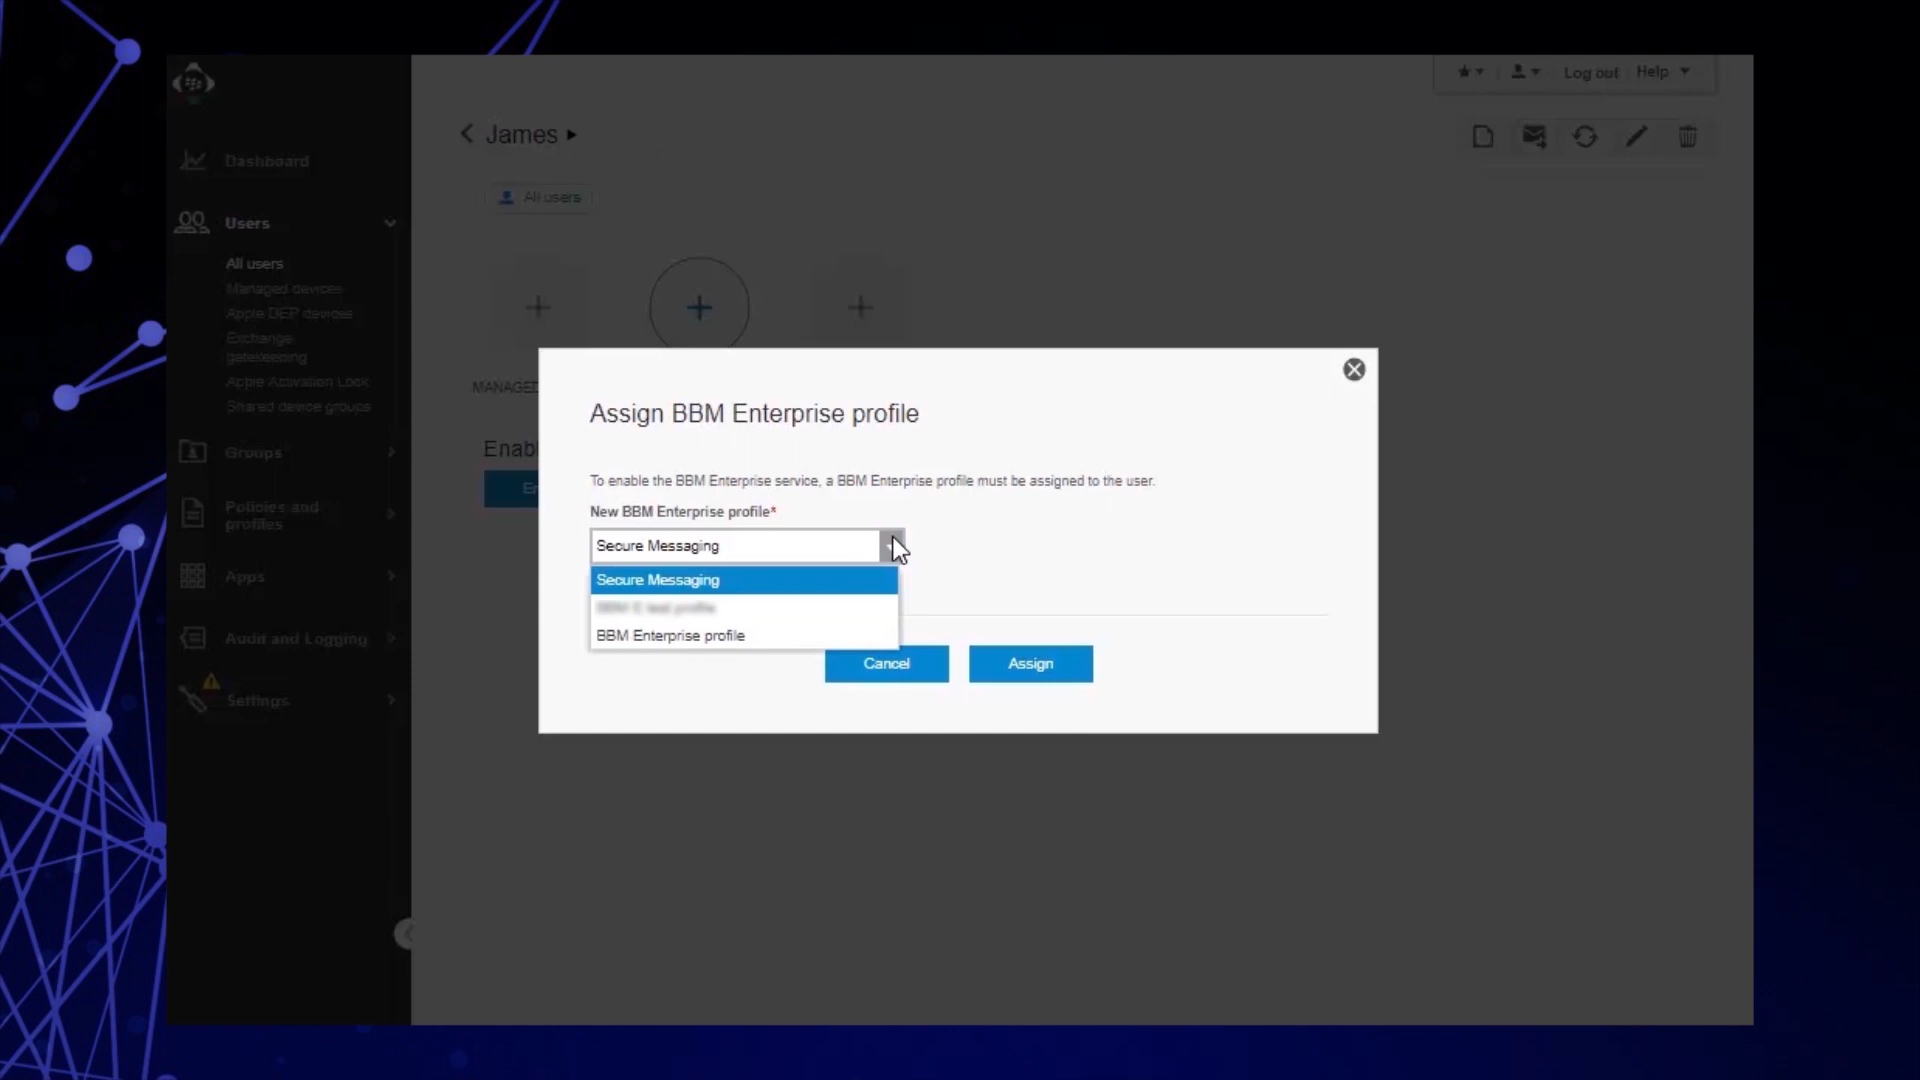 Log out
Help
James
Dashboard
All users
Users
All users
Managed devices
Apple DEP devices
Exchange
gatekeeping
Apple Activation Lock
Shared device groups
MANAGED
Groups
Enab
Policies and
profiles
Apps
Audit and Logging
Settings
Assign BBM Enterprise profile
To enable the BBM Enterprise service, a BBM Enterprise profile must be assigned to the user.
New BBM Enterprise profile*
Secure Messaging
Secure Messaging
BBM Enterprise profile
Cancel
Assign